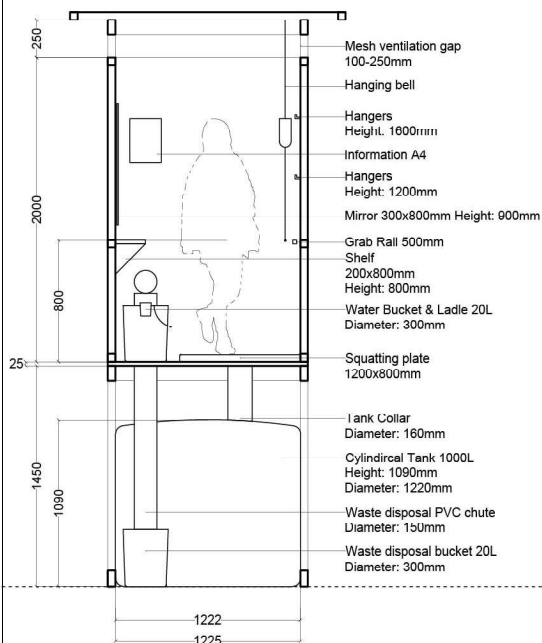 250
2000
800
25
1450
1090
Mesh ventilation gap
100-250mm
Hanging bell
Hangers
Height: 1600mm
Information A4
Hangers
Height: 1200mm
Mirror 300x800mm Height: 900mm
Grab Rail 500mm
Shelf
200x800mm
Height: 800mm
Water Bucket & Ladle 20L
Diameter: 300mm
Squatting plate
1200x800mm
Tank Collar
Diameter: 160mm
Cylindircal Tank 1000L
Height: 1090mm
Diameter: 1220mm
Waste disposal PVC chute
Diameter: 150mm
Waste disposal bucket 20L
Diameter: 300mm
1222
1225